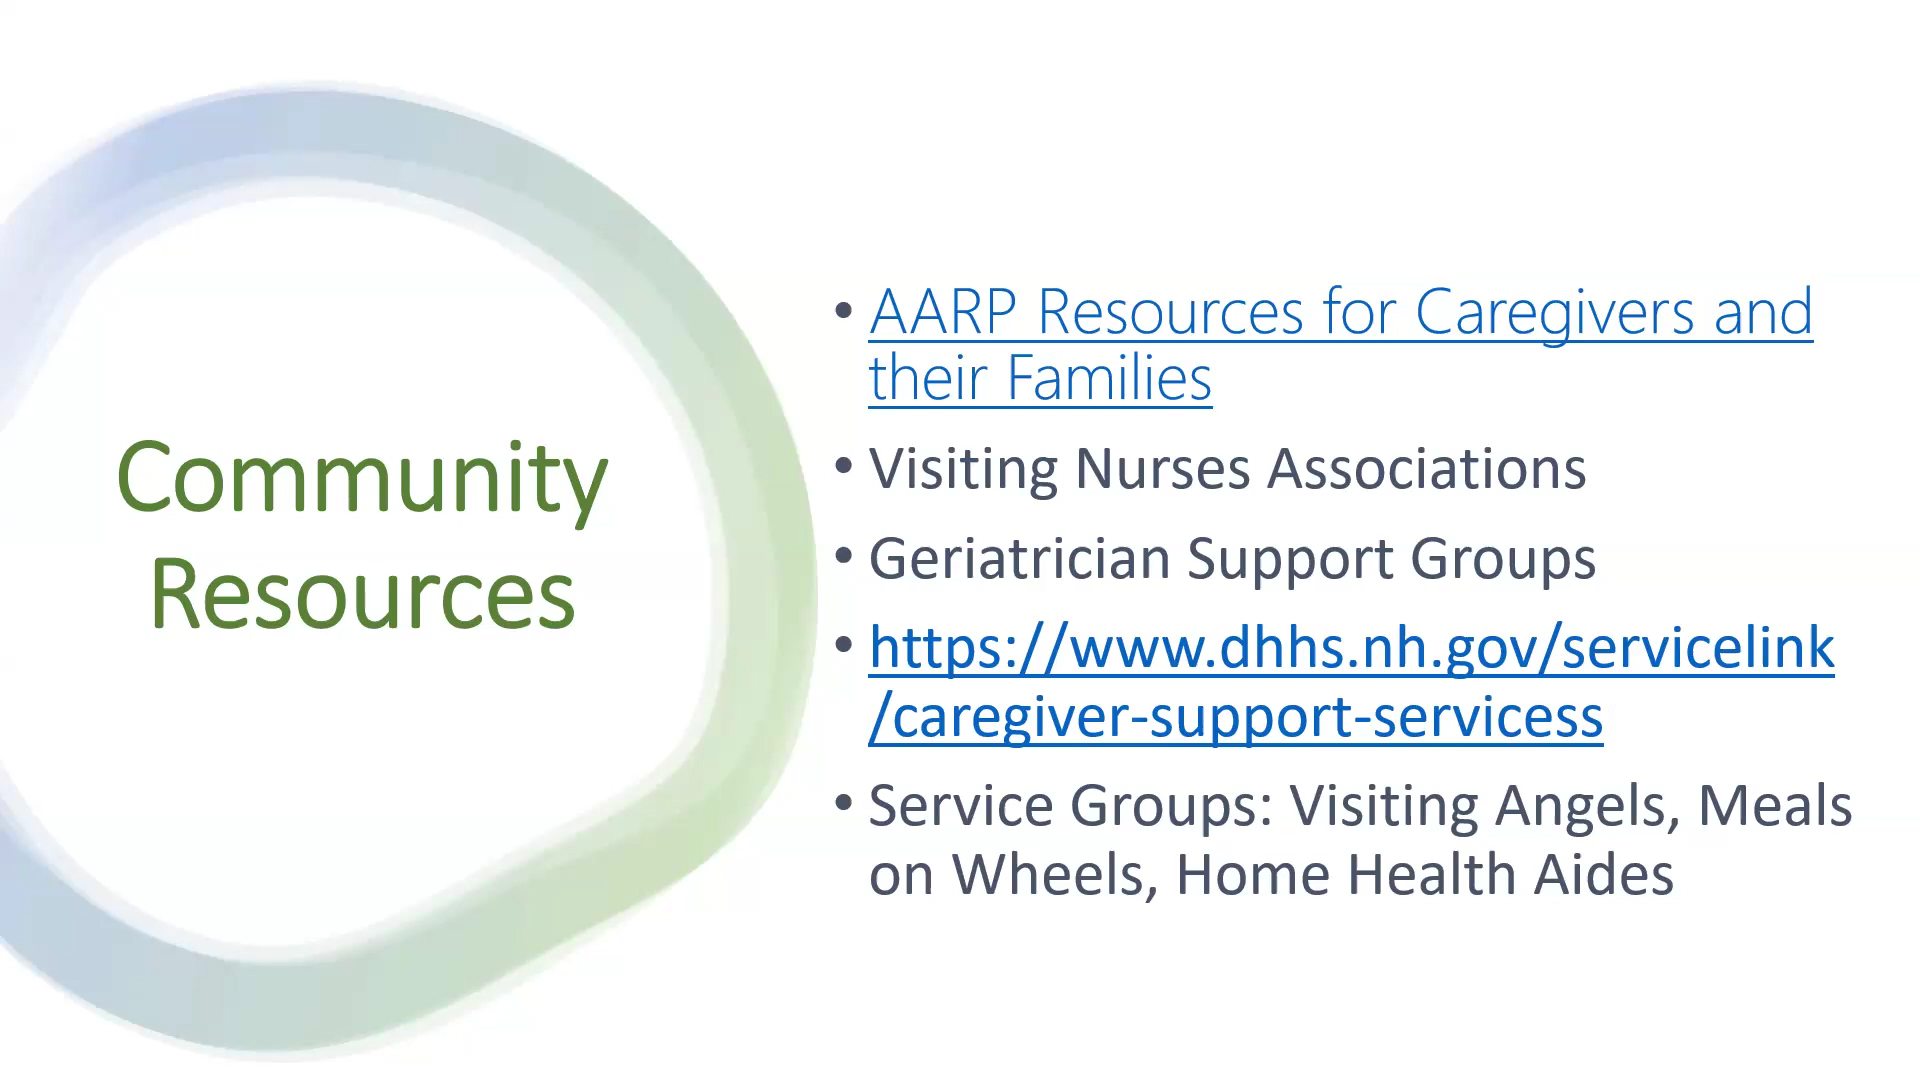 Community
Resources
• AARP Resources for Caregivers and
their Families
• Visiting Nurses Associations
• Geriatrician Support Groups
• https://www.dhhs.nh.gov/servicelink
/caregiver-support-servicess
• Service Groups: Visiting Angels, Meals
on Wheels, Home Health Aides